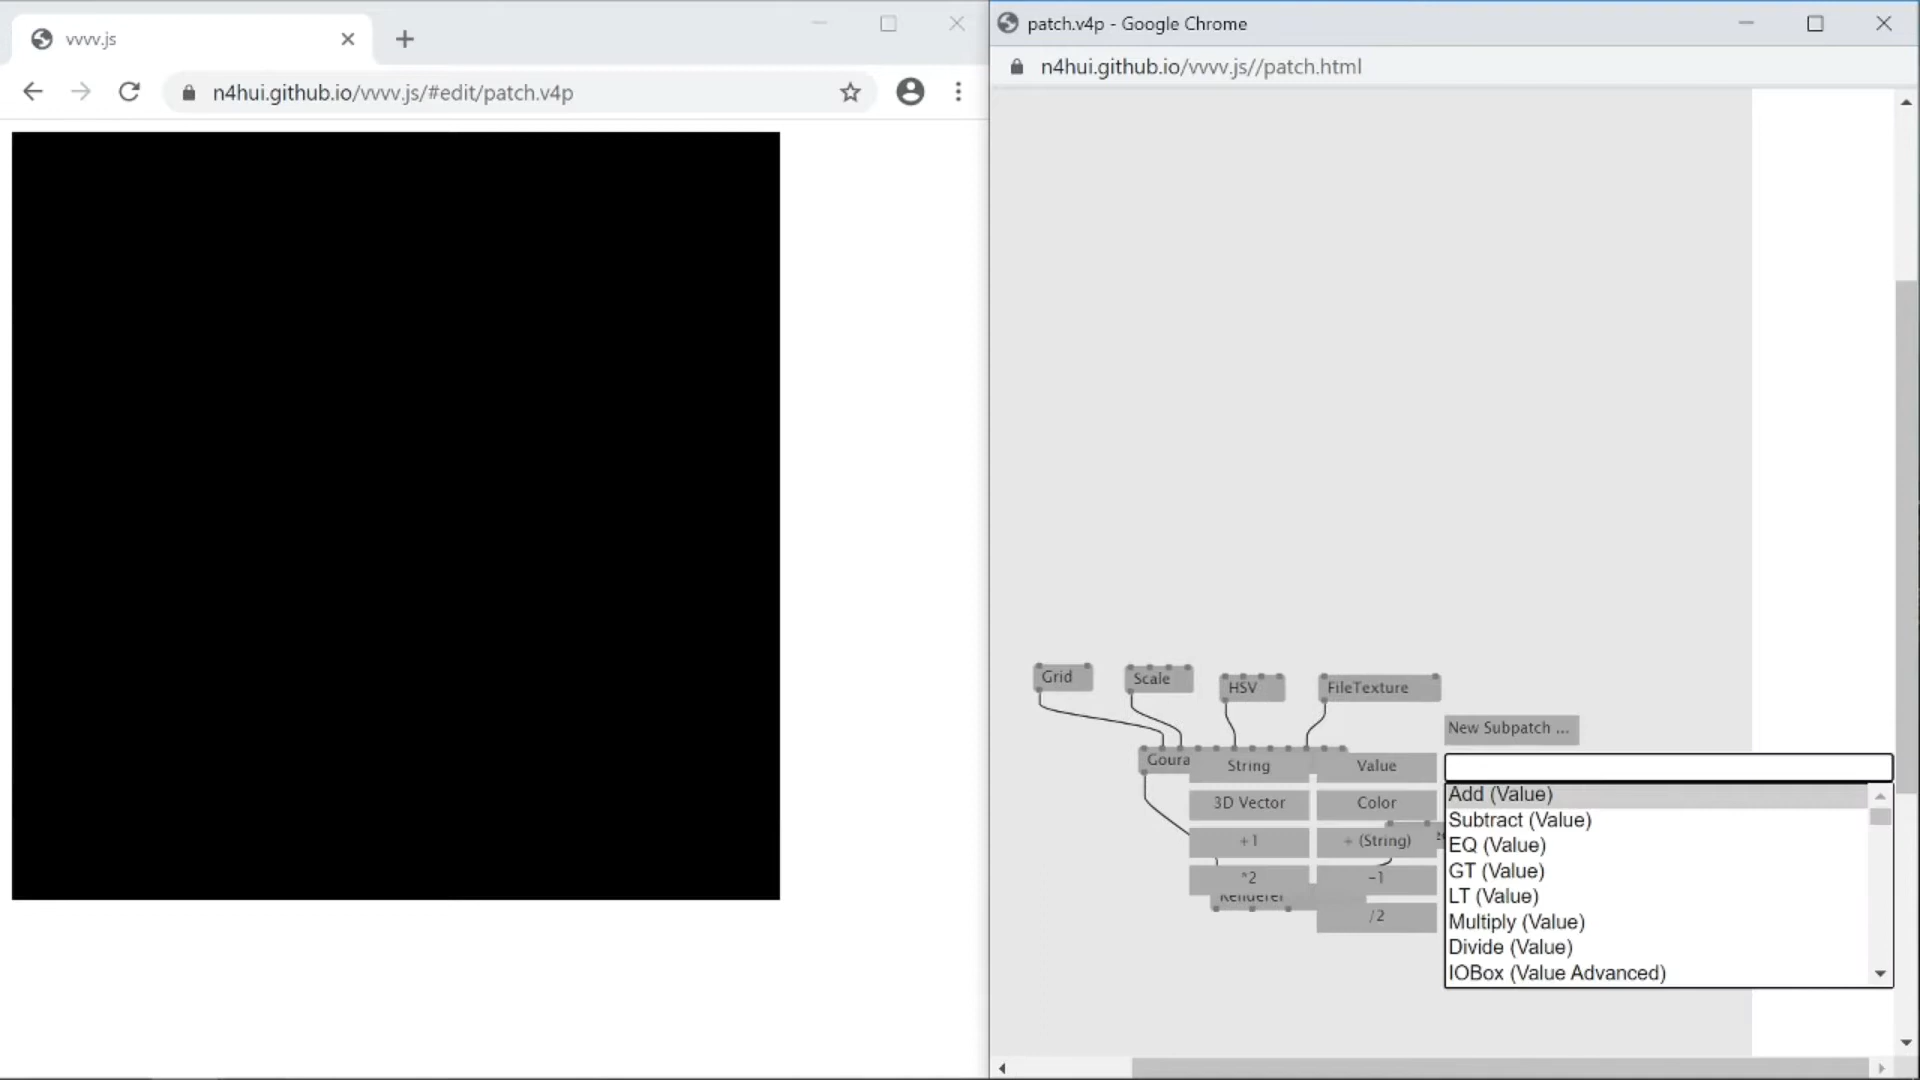 vvvv.js
n4hui.github.io/vvvv.js/#edit/patch.v4p
patch.v4p - Google Chrome
n4hui.github.io/vvvv.js//patch.html
Grid
Scale
HSV
FileTexture
New Subpatch ...
Goura
String
Value
3D Vector
Color
+1
+ (String)
^2
-1
Renderer
/2
Add (Value)
Subtract (Value)
EQ (Value)
GT (Value)
LT (Value)
Multiply (Value)
Divide (Value)
IOBox (Value Advanced)